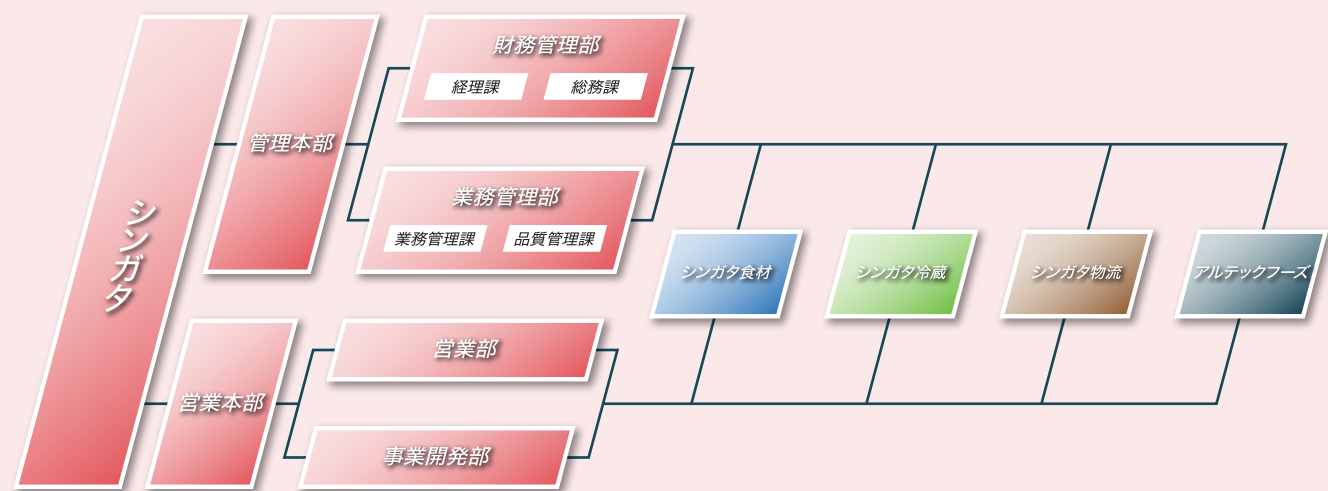 シンガタ
管理本部
財務管理部
経理課
総務課
業務管理部
業務管理課
品質管理課
営業本部
営業部
事業開発部
シンガタ食材
シンガタ冷蔵
シンガタ物流
アルテックフーズ